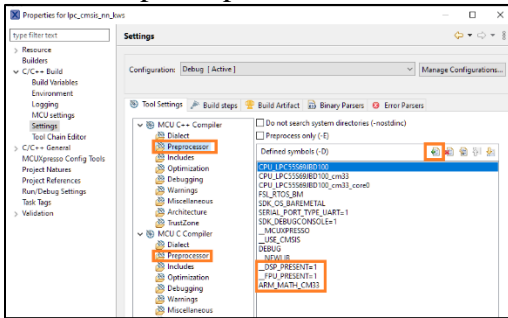 Properties for lpc_cmsis_nn_kws
type filter text
Resource
Builders
C/C++ Build
Build Variables
Environment
Logging
MCU settings
Settings
Tool Chain Editor
C/C++ General
MCUXpresso Config Tools
Project Natures
Project References
Run/Debug Settings
Task Tags
Validation
Settings
Configuration: Debug [ Active ]
Manage Configurations...
Tool Settings
Build steps
Build Artifact
Binary Parsers
Error Parsers
MCU C++ Compiler
Dialect
Preprocessor
Includes
Optimization
Debugging
Warnings
Miscellaneous
Architecture
TrustZone
MCU C Compiler
Dialect
Preprocessor
Includes
Optimization
Debugging
Warnings
Miscellaneous
Do not search system directories (-nostdinc)
Preprocess only (-E)
Defined symbols (-D)
CPU_LPC55S69JBD100
CPU_LPC55S69JBD100_cm33
CPU_LPC55S69JBD100_cm33_core0
FSL_RTOS_BM
SDK_OS_BAREMETAL
SERIAL_PORT_TYPE_UART=1
SDK_DEBUGCONSOLE=1
__MCUXPRESSO
__USE_CMSIS
DEBUG
__NEWLIB__
__DSP_PRESENT=1
__FPU_PRESENT=1
ARM_MATH_CM33